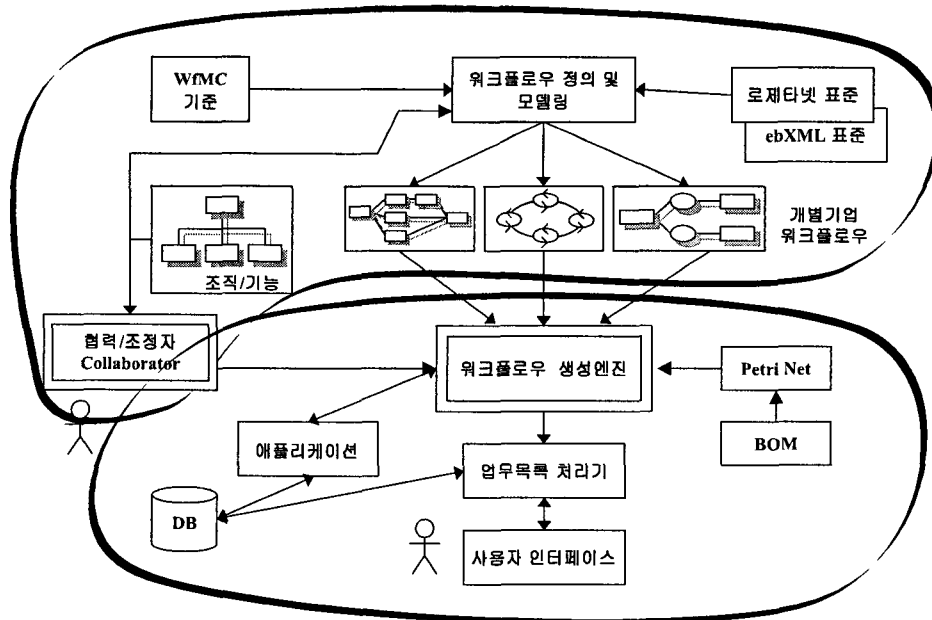 WfMC
기준
워크플로우 정의 및
모델링
로제타넷 표준
ebXML 표준
개별기업
워크플로우
조직/기능
협력/조정자
Collaborator
워크플로우 생성엔진
Petri Net
BOM
애플리케이션
업무목록 처리기
DB
사용자 인터페이스